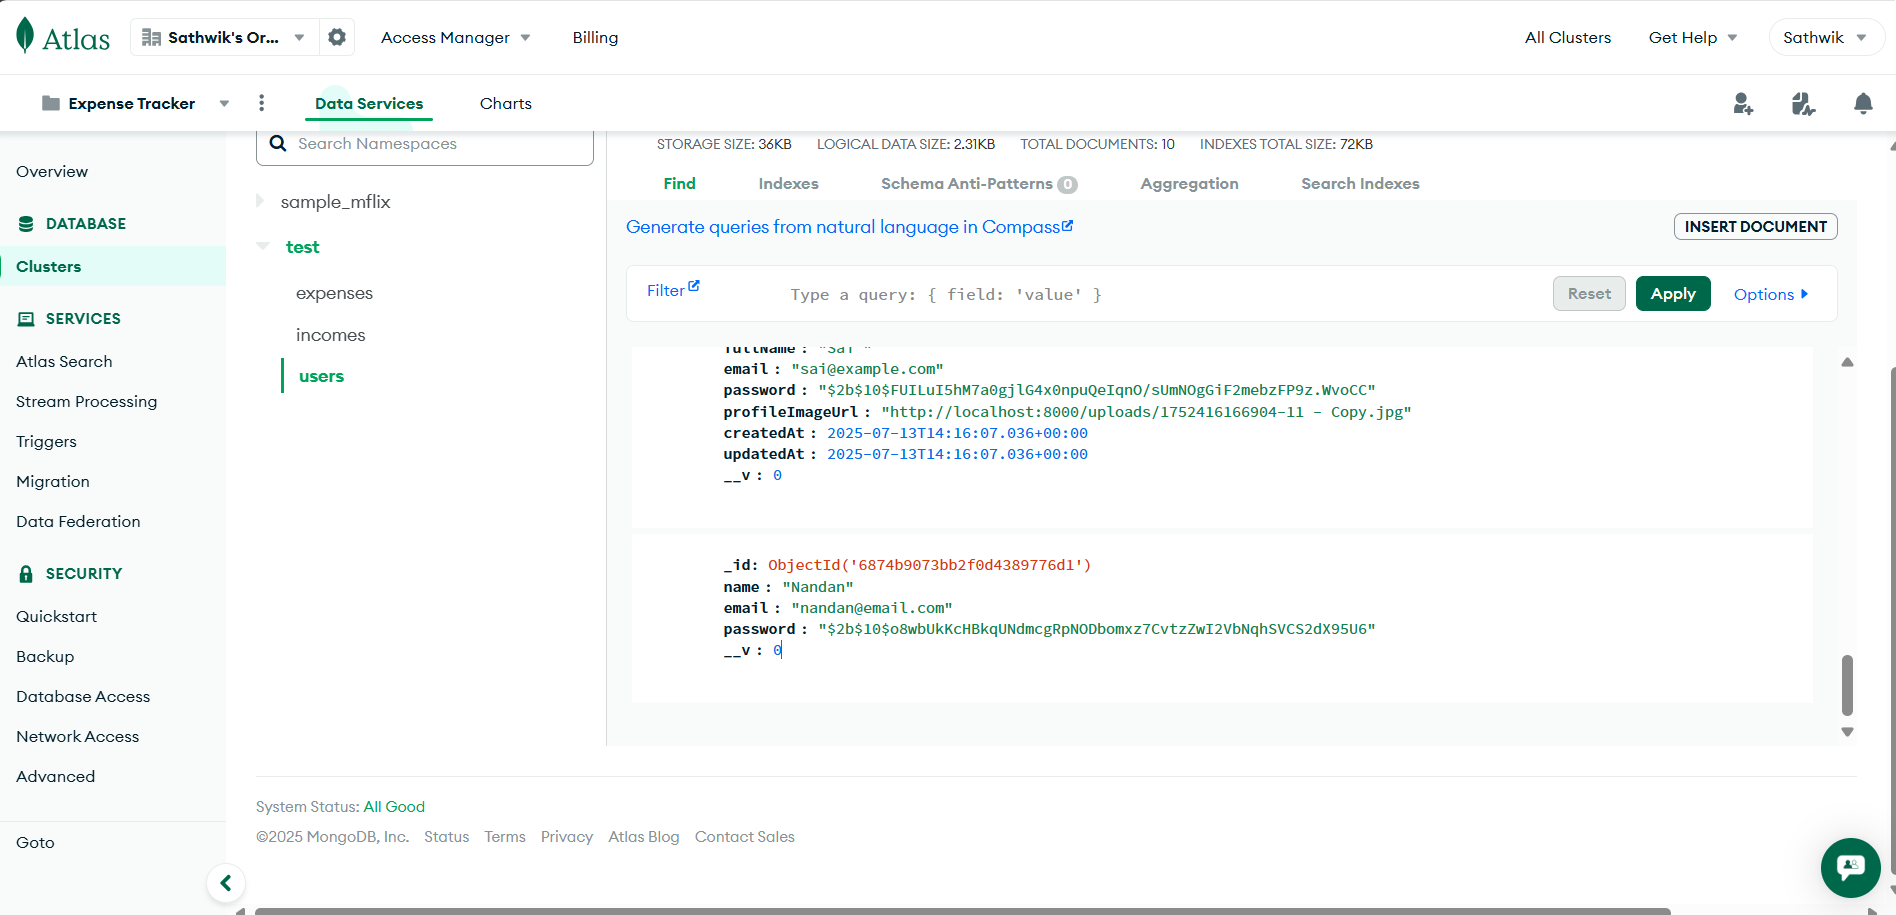 Atlas
Sathwik's Or...
Access Manager
Billing
All Clusters
Get Help
Sathwik
Expense Tracker
Data Services
Charts
Overview
DATABASE
Clusters
SERVICES
Atlas Search
Stream Processing
Triggers
Migration
Data Federation
SECURITY
Quickstart
Backup
Database Access
Network Access
Advanced
Goto
Search Namespaces
sample_mflix
test
expenses
incomes
users
STORAGE SIZE: 36KB LOGICAL DATA SIZE: 2.31KB TOTAL DOCUMENTS: 10 INDEXES TOTAL SIZE: 72KB
Find Indexes Schema Anti-Patterns 0 Aggregation Search Indexes
Generate queries from natural language in Compass
INSERT DOCUMENT
Filter
Type a query: { field: 'value' }
Reset
Apply
Options
fullName : "Sai "
email : "sai@example.com"
password : "$2b$10$FUILuI5hM7a0gjlG4x0npuQeIqnO/sUmNOgGiF2mebzFP9z.WvoCC"
profileImageUrl : "http://localhost:8000/uploads/1752416166904-11 - Copy.jpg"
createdAt : 2025-07-13T14:16:07.036+00:00
updatedAt : 2025-07-13T14:16:07.036+00:00
__v : 0
_id: ObjectId('6874b9073bb2f0d4389776d1')
name : "Nandan"
email : "nandan@email.com"
password : "$2b$10$o8wbUkKcHBkqUNdmcgRpNODbomxz7CvtzZwI2VbNqhSVCS2dX95U6"
__v : 0
System Status: All Good
©2025 MongoDB, Inc. Status Terms Privacy Atlas Blog Contact Sales